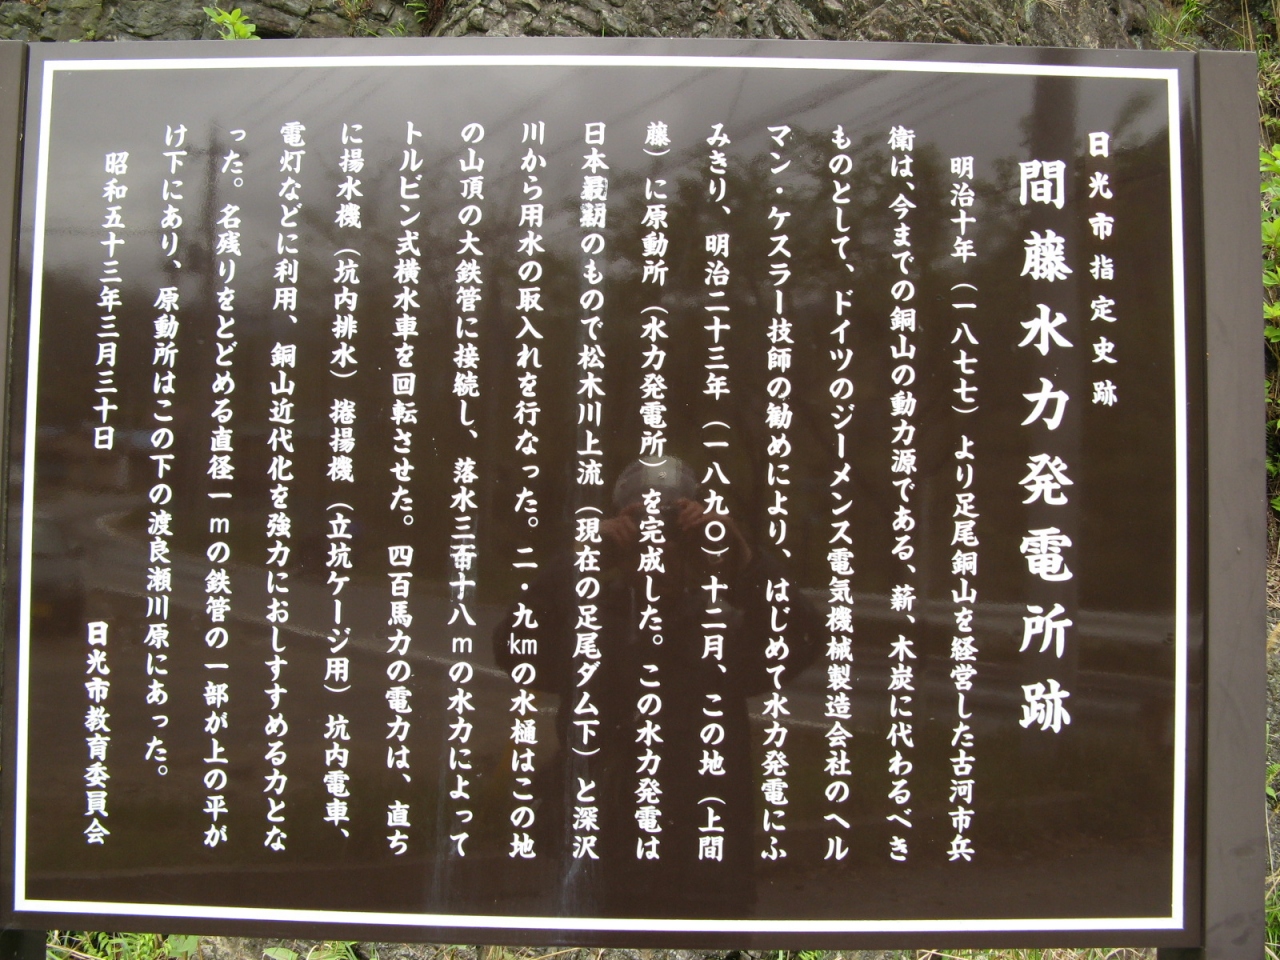 日光市指定史跡
間藤水力発電所跡
明治十年（一八七七）より足尾銅山を経営した古河市兵
衛は、今までの銅山の動力源である、薪、木炭に代わるべき
ものとして、ドイツのジーメンス電気機械製造会社のヘル
マン・ケスラー技師の勧めにより、はじめて水力発電にふ
みきり、明治二十三年（一八九〇）十二月、この地（上間
藤）に原動所（水力発電所）を完成した。この水力発電は
日本最初のもので松木川上流（現在の足尾ダム下）と深沢
川から用水の取入れを行なった。二・九㎞の水樋はこの地
の山頂の大鉄管に接続し、落水三百十八ｍの水力によって
トルビン式横水車を回転させた。四百馬力の電力は、直ち
に揚水機（坑内排水）捲揚機（立坑ケージ用）坑内電車、
電灯などに利用、銅山近代化を強力におしすすめる力とな
った。名残りをとどめる直径一ｍの鉄管の一部が上の平が
け下にあり、原動所はこの下の渡良瀬川原にあった。
昭和五十三年三月三十日
日光市教育委員会